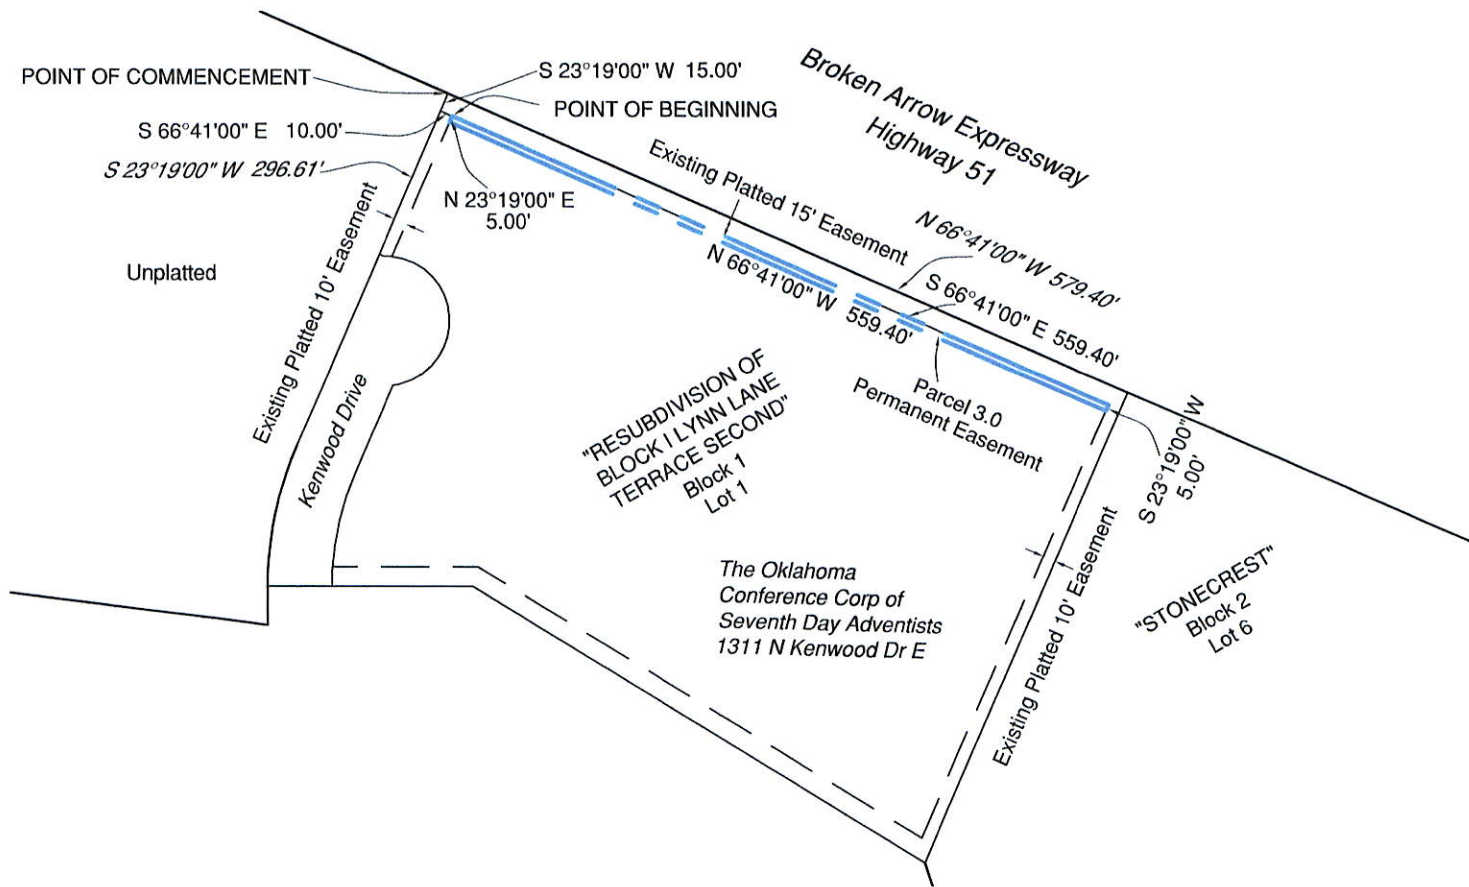 POINT OF COMMENCEMENT
S 23°19'00" W 15.00'
POINT OF BEGINNING
S 66°41'00" E 10.00'
S 23°19'00" W 296.61'
N 23°19'00" E
5.00'
Broken Arrow Expressway
Highway 51
Existing Platted 15' Easement
N 66°41'00" W 579.40'
S 66°41'00" E 559.40'
N 66°41'00" W 559.40'
Unplatted
Existing Platted 10' Easement
Kenwood Drive
"RESUBDIVISION OF
BLOCK I LYNN LANE
TERRACE SECOND"
Block 1
Lot 1
Parcel 3.0
Permanent Easement
S 23°19'00" W
5.00'
The Oklahoma
Conference Corp of
Seventh Day Adventists
1311 N Kenwood Dr E
Existing Platted 10' Easement
"STONECREST"
Block 2
Lot 6